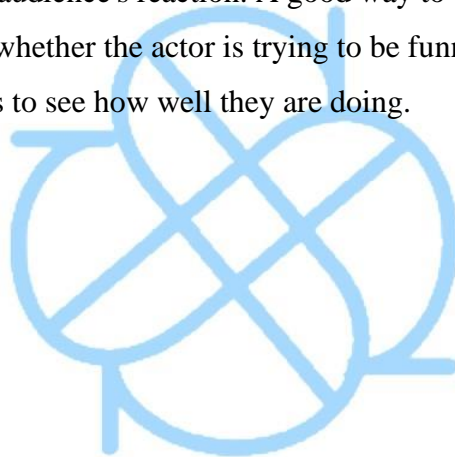 audience's reaction. A good way to
whether the actor is trying to be funn
s to see how well they are doing.